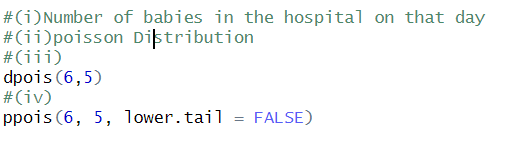 #(i)Number of babies in the hospital on that day
#(ii)poisson Distribution
#(iii)
dpois(6,5)
#(iv)
ppois(6, 5, lower.tail = FALSE)